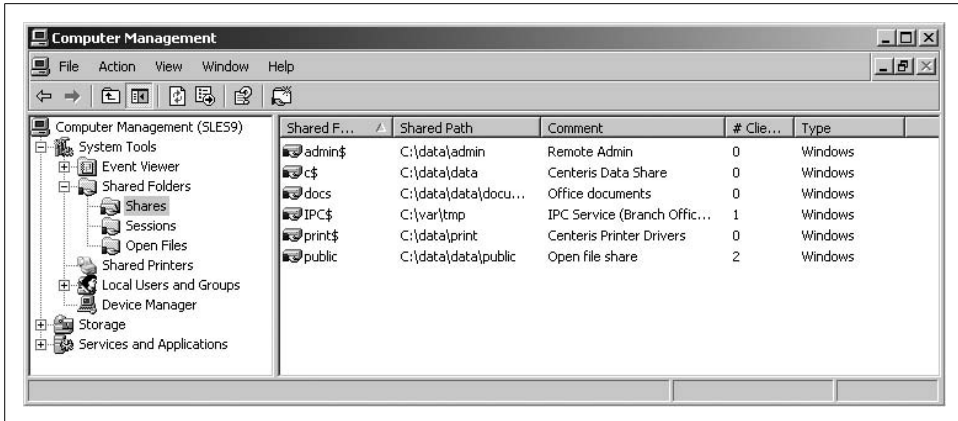 Computer Management
File Action View Window Help
Computer Management (SLES9)
System Tools
Event Viewer
Shared Folders
Shares
Sessions
Open Files
Shared Printers
Local Users and Groups
Device Manager
Storage
Services and Applications
Shared F... Shared Path Comment # Clie... Type
admin$ C:\data\admin Remote Admin 0 Windows
c$ C:\data\data Centeris Data Share 0 Windows
docs C:\data\data\docu... Office documents 0 Windows
IPC$ C:\var\tmp IPC Service (Branch Offic... 1 Windows
print$ C:\data\print Centeris Printer Drivers 0 Windows
public C:\data\data\public Open file share 2 Windows